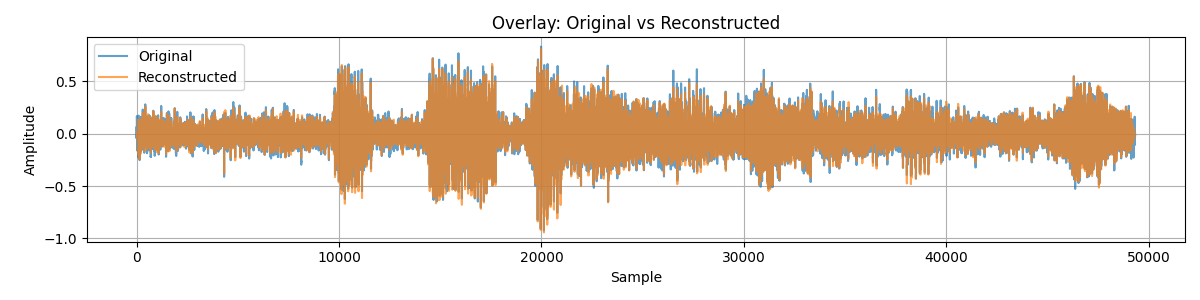 Overlay: Original vs Reconstructed
Original
Reconstructed
Amplitude
0.5
0.0
−0.5
−1.0
0
10000
20000
30000
40000
50000
Sample